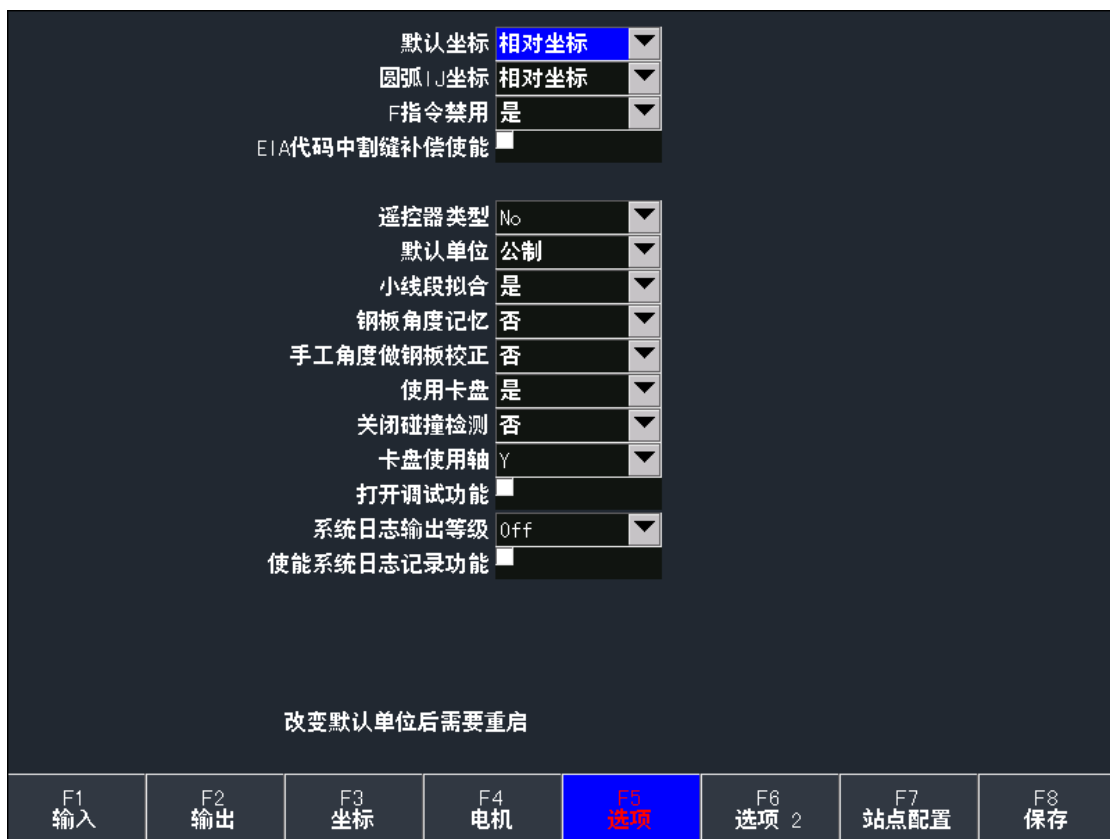 默认坐标 相对坐标
圆弧IJ坐标 相对坐标
F指令禁用 是
EIA代码中割缝补偿使能
遥控器类型 No
默认单位 公制
小线段拟合 是
钢板角度记忆 否
手工角度做钢板校正 否
使用卡盘 是
关闭碰撞检测 否
卡盘使用轴 Y
打开调试功能
系统日志输出等级 Off
使能系统日志记录功能
改变默认单位后需要重启
F1 F2 F3 F4 F5 F6 F7 F8
输入 输出 坐标 电机 选项 选项 2 站点配置 保存